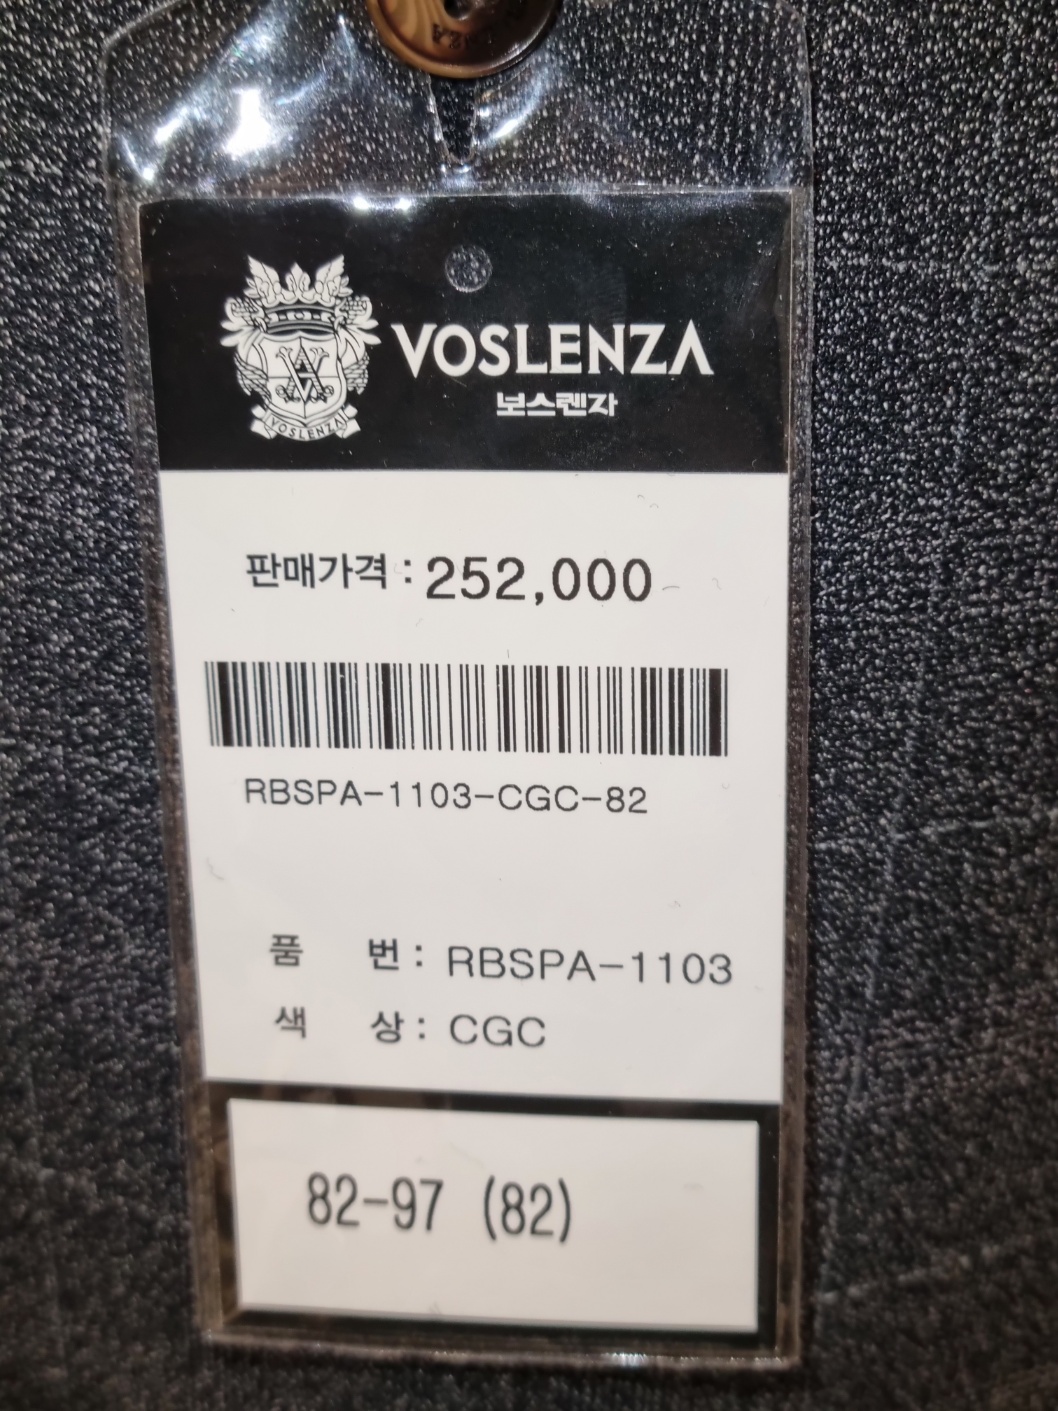 VOSLENZA
보스렌자
VOSLENZA
판매가격 : 252,000
RBSPA-1103-CGC-82
품 번 : RBSPA-1103
색 상 : CGC
82-97 (82)